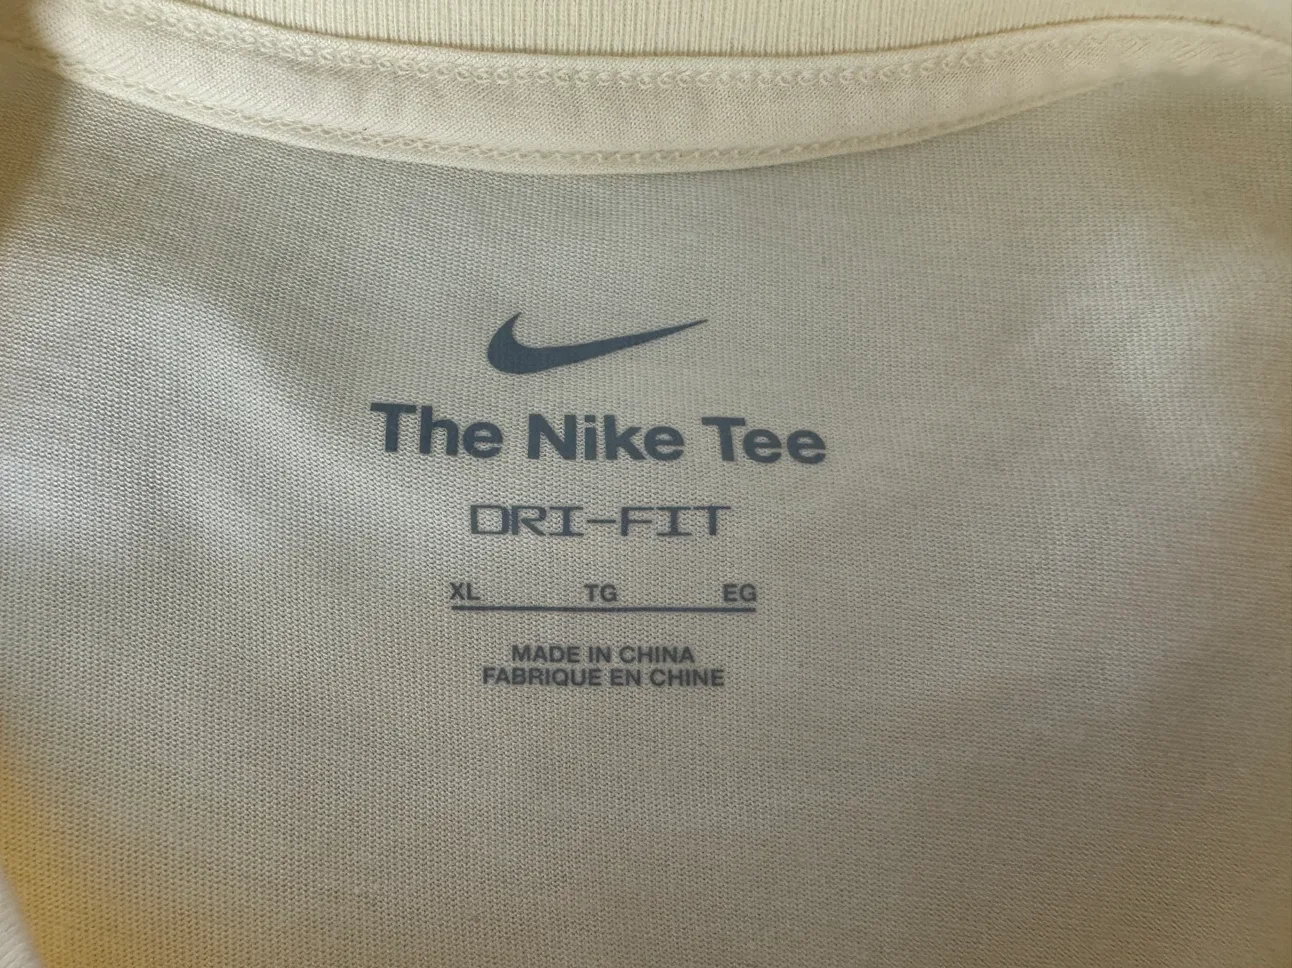 The Nike Tee
DRI-FIT
XL TG EG
MADE IN CHINA
FABRIQUE EN CHINE